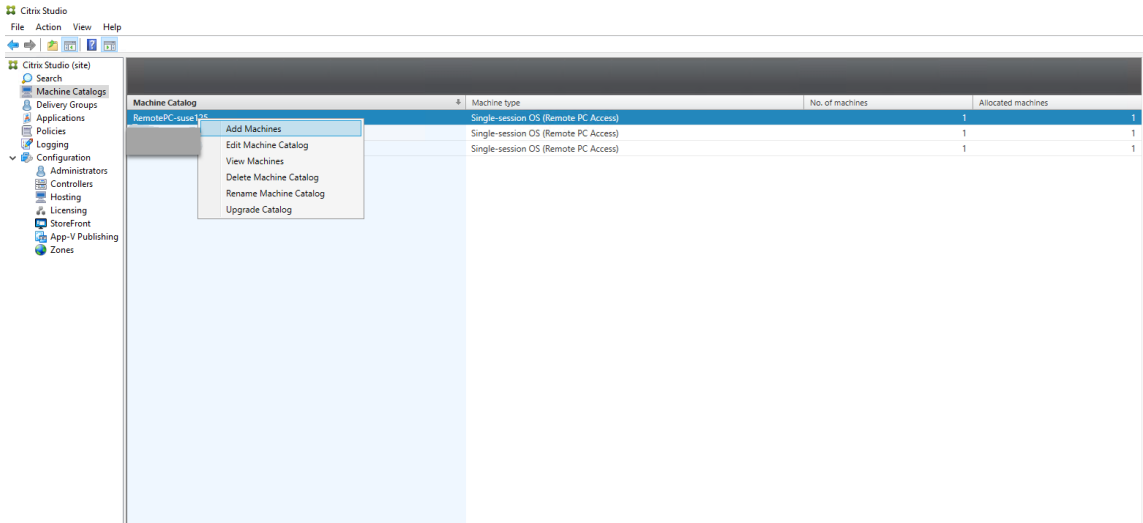 Citrix Studio
File Action View Help
Citrix Studio (site)
Search
Machine Catalogs
Delivery Groups
Applications
Policies
Logging
Configuration
Administrators
Controllers
Hosting
Licensing
StoreFront
App-V Publishing
Zones
Machine Catalog Machine type No. of machines Allocated machines
RemotePC-suse125 Single-session OS (Remote PC Access) 1 1
Single-session OS (Remote PC Access) 1 1
Single-session OS (Remote PC Access) 1 1
Add Machines
Edit Machine Catalog
View Machines
Delete Machine Catalog
Rename Machine Catalog
Upgrade Catalog